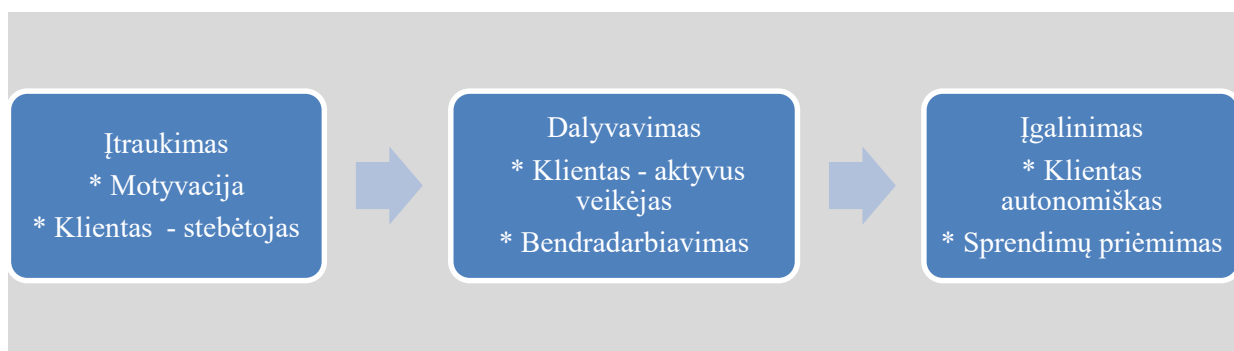 Įtraukimas
* Motyvacija
* Klientas - stebėtojas
Dalyvavimas
* Klientas - aktyvus
veikėjas
* Bendradarbiavimas
Įgalinimas
* Klientas
autonomiškas
* Sprendimų priėmimas